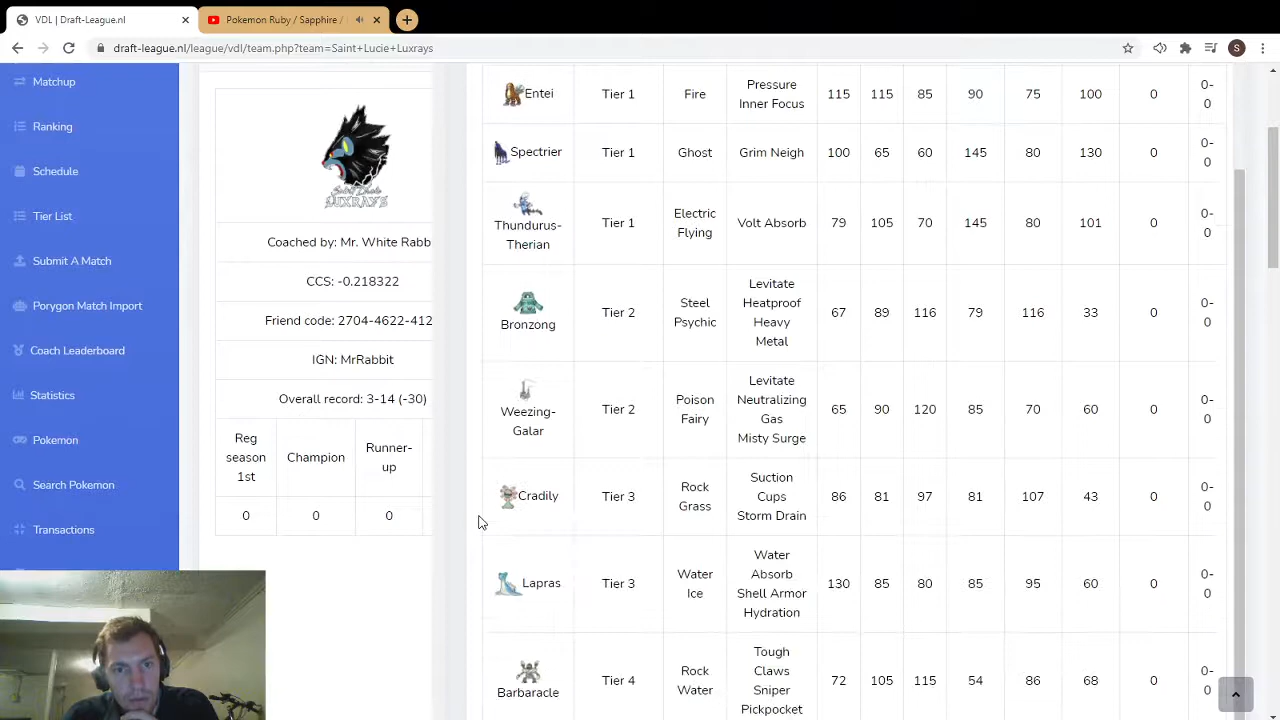 VDL | Draft-League.nl
Pokemon Ruby / Sapphire /
draft-league.nl/league/vdl/team.php?team=Saint+Lucie+Luxrays
S
Matchup
Ranking
Schedule
Tier List
Submit A Match
Porygon Match Import
Coach Leaderboard
Statistics
Pokemon
Search Pokemon
Transactions
LUXRAYS
Coached by: Mr. White Rabb
CCS: -0.218322
Friend code: 2704-4622-412
IGN: MrRabbit
Overall record: 3-14 (-30)
Reg season 1st Champion Runner-up
0 0 0
Entei Tier 1 Fire Pressure Inner Focus 115 115 85 90 75 100 0 0-0
Spectrier Tier 1 Ghost Grim Neigh 100 65 60 145 80 130 0 0-0
Thundurus-Therian Tier 1 Electric Flying Volt Absorb 79 105 70 145 80 101 0 0-0
Bronzong Tier 2 Steel Psychic Levitate Heatproof Heavy Metal 67 89 116 79 116 33 0 0-0
Weezing-Galar Tier 2 Poison Fairy Levitate Neutralizing Gas Misty Surge 65 90 120 85 70 60 0 0-0
Cradily Tier 3 Rock Grass Suction Cups Storm Drain 86 81 97 81 107 43 0 0-0
Lapras Tier 3 Water Ice Water Absorb Shell Armor Hydration 130 85 80 85 95 60 0 0-0
Barbaracle Tier 4 Rock Water Tough Claws Sniper Pickpocket 72 105 115 54 86 68 0 0-0